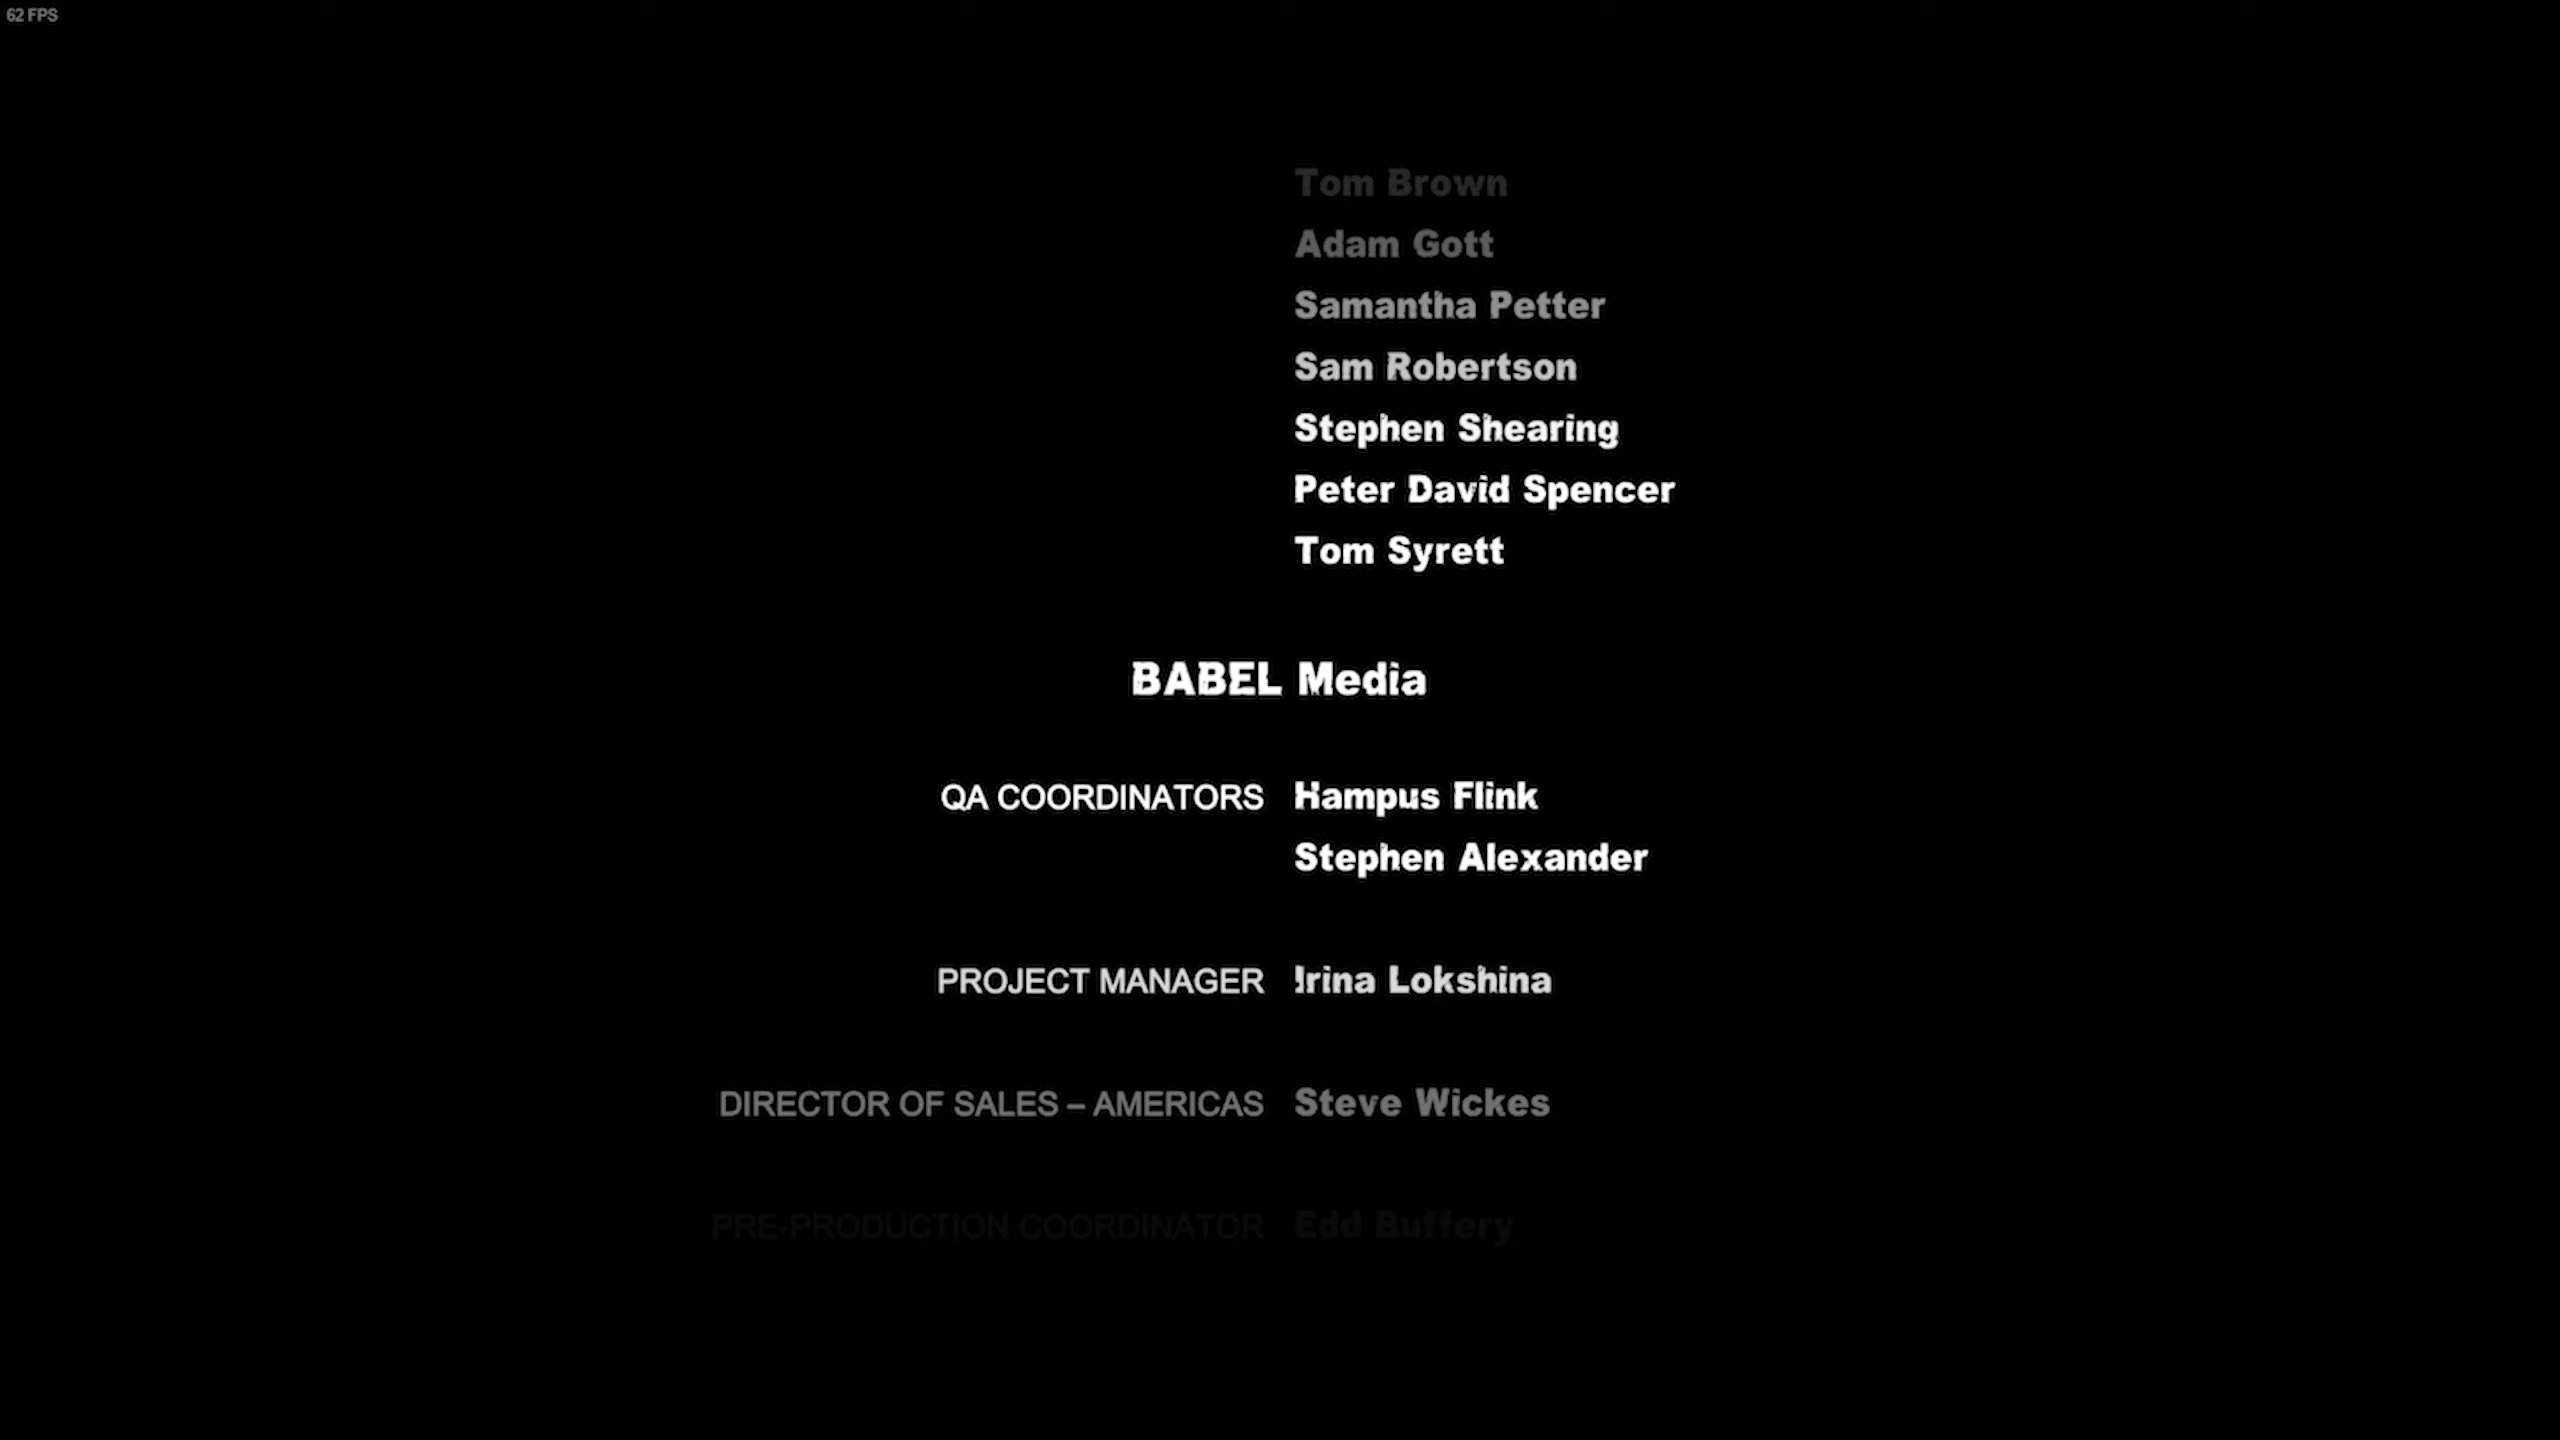 62 FPS
Tom Brown
Adam Gott
Samantha Petter
Sam Robertson
Stephen Shearing
Peter David Spencer
Tom Syrett
BABEL Media
QA COORDINATORS Hampus Flink
Stephen Alexander
PROJECT MANAGER Irina Lokshina
DIRECTOR OF SALES – AMERICAS Steve Wickes
PRE-PRODUCTION COORDINATOR Edd Buffery